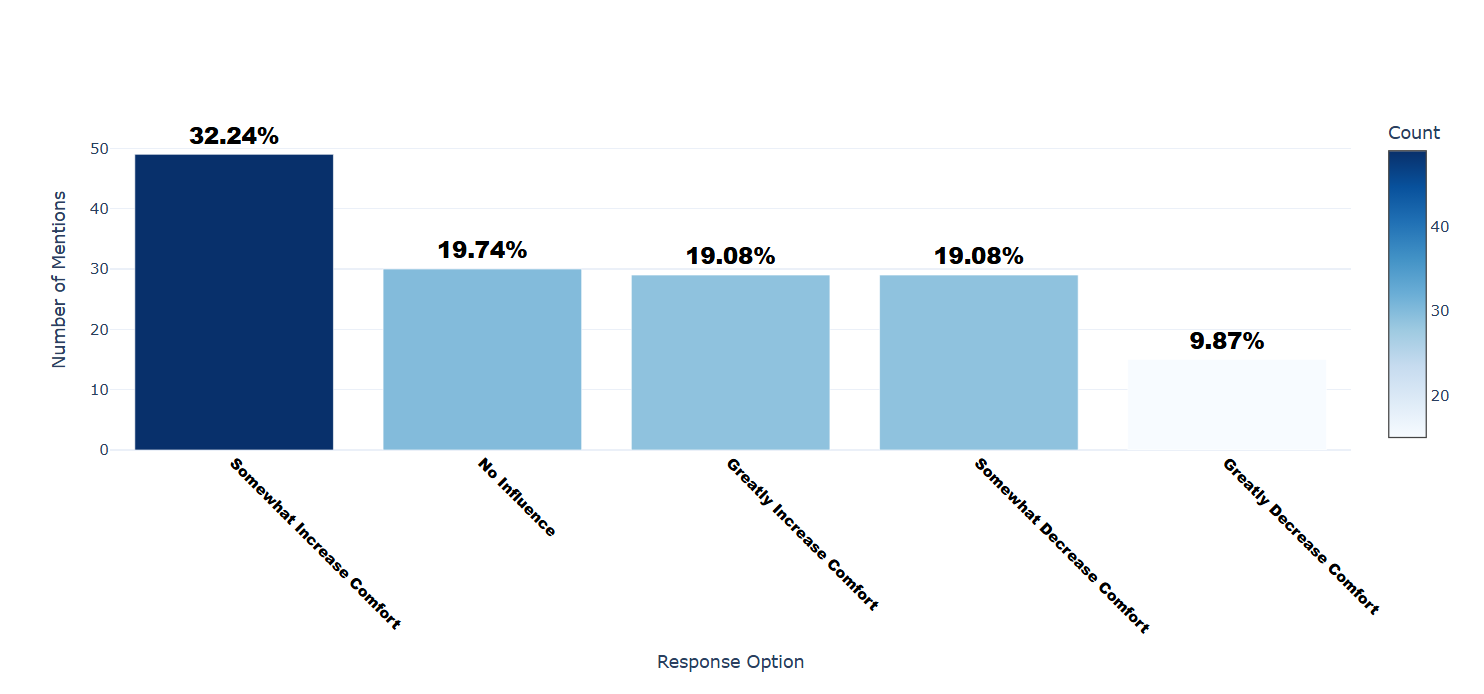 32.24%
19.74%
19.08%
19.08%
9.87%
Number of Mentions
50
40
30
20
10
0
Somewhat Increase Comfort
No Influence
Greatly Increase Comfort
Somewhat Decrease Comfort
Greatly Decrease Comfort
Response Option
Count
40
30
20